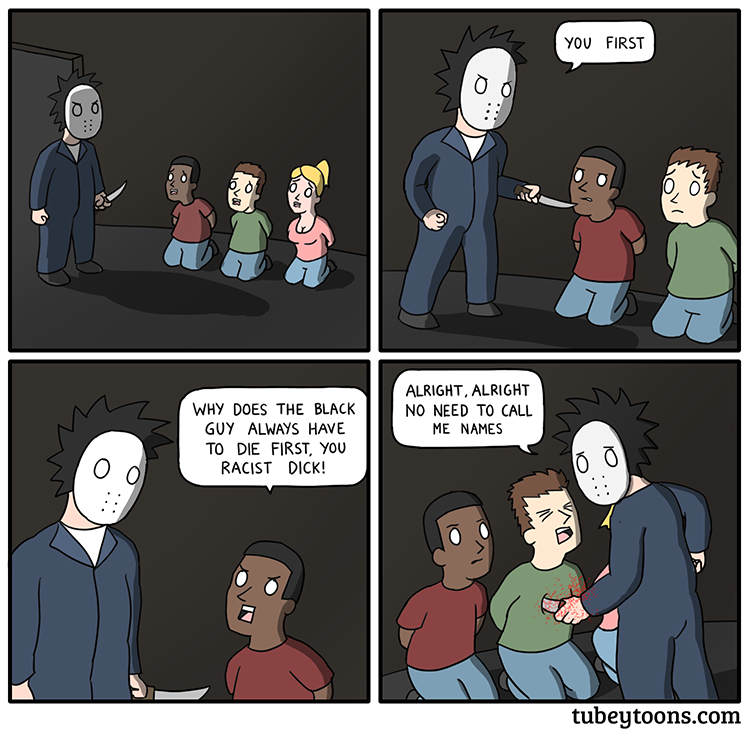 YOU FIRST
WHY DOES THE BLACK
GUY ALWAYS HAVE
TO DIE FIRST, YOU
RACIST DICK!
ALRIGHT, ALRIGHT
NO NEED TO CALL
ME NAMES
tubeytoons.com